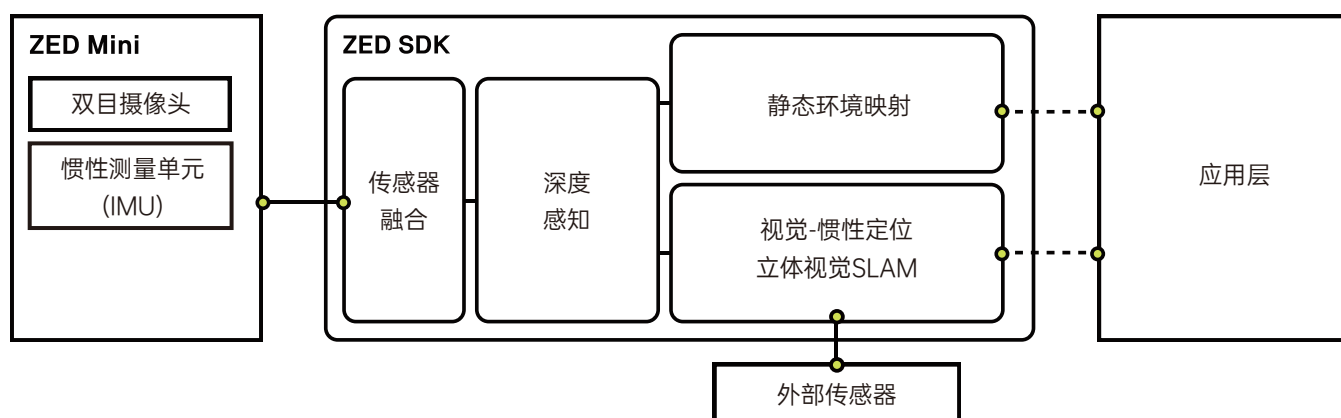 ZED Mini
双目摄像头
惯性测量单元
(IMU)
ZED SDK
传感器
融合
深度
感知
静态环境映射
视觉-惯性定位
立体视觉SLAM
应用层
外部传感器